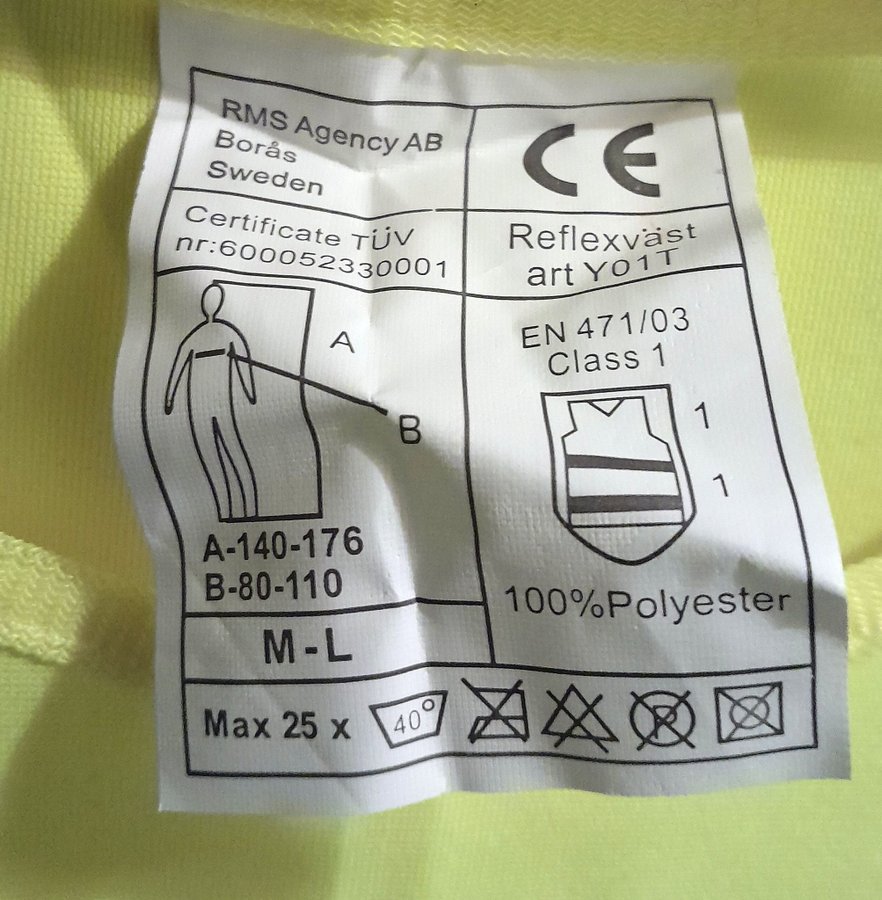 RMS Agency AB
Borås
Sweden
CE
Certificate TÜV
nr:600052330001
Reflexväst
art Y01T
A
B
A-140-176
B-80-110
M-L
EN 471/03
Class 1
1
1
100%Polyester
Max 25 x 40° P